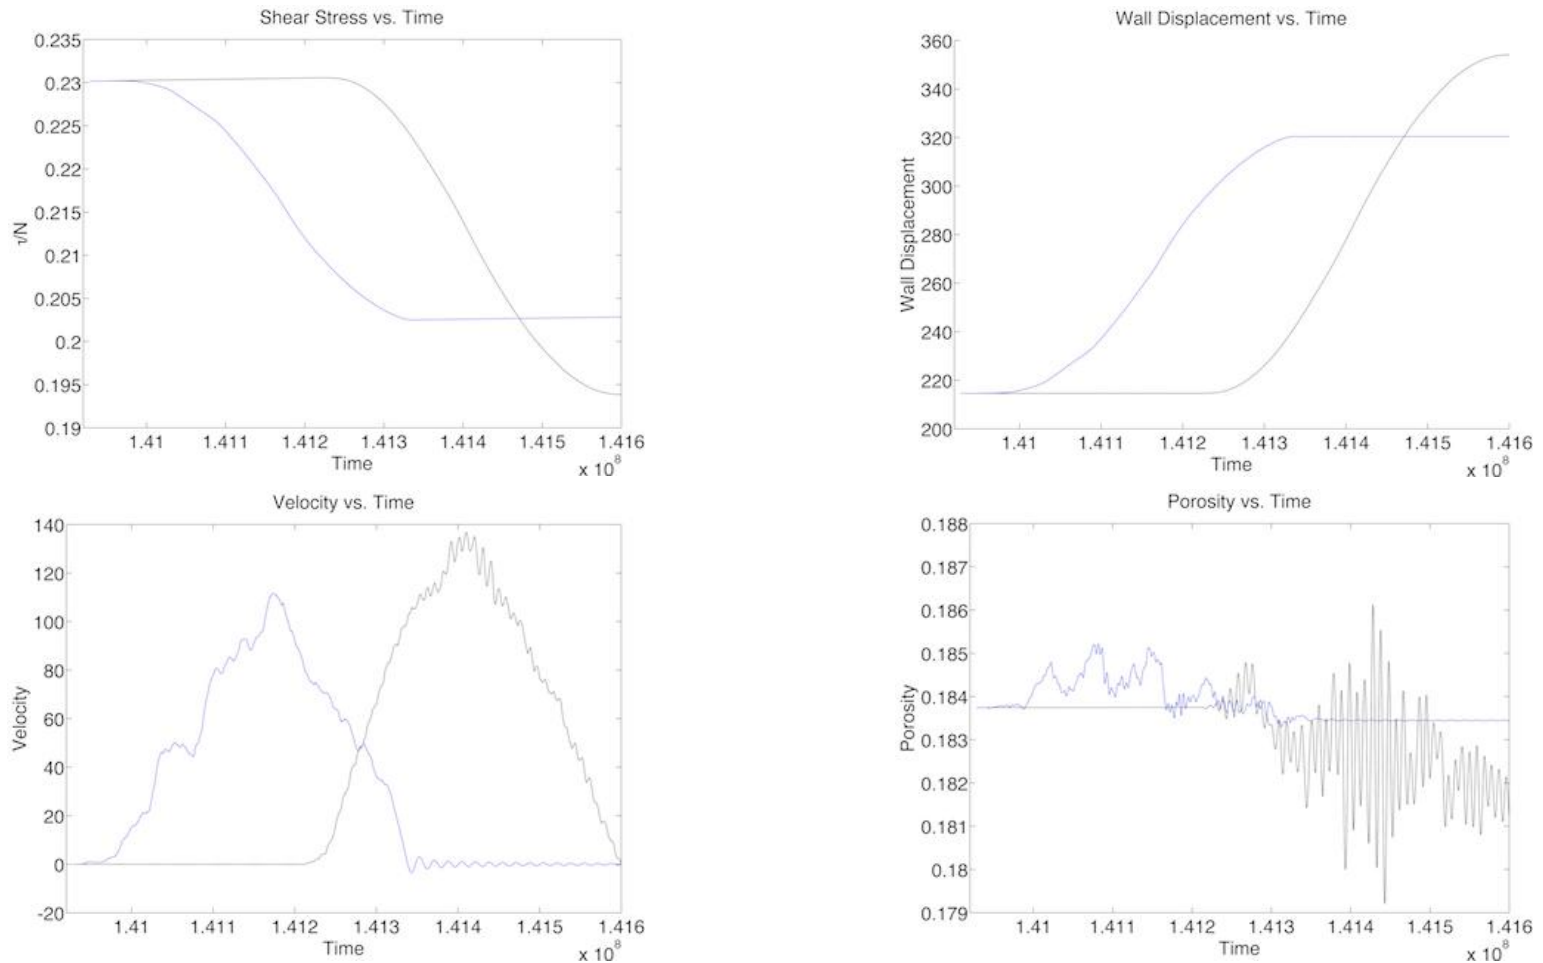 Shear Stress vs. Time
0.235
0.23
0.225
0.22
0.215
0.21
0.205
0.2
0.195
0.19
τ/N
1.41 1.411 1.412 1.413 1.414 1.415 1.416
Time
x 10⁸
Wall Displacement vs. Time
360
340
320
300
280
260
240
220
200
Wall Displacement
1.41 1.411 1.412 1.413 1.414 1.415 1.416
Time
x 10⁸
Velocity vs. Time
140
120
100
80
60
40
20
0
-20
Velocity
1.41 1.411 1.412 1.413 1.414 1.415 1.416
Time
x 10⁸
Porosity vs. Time
0.188
0.187
0.186
0.185
0.184
0.183
0.182
0.181
0.18
0.179
Porosity
1.41 1.411 1.412 1.413 1.414 1.415 1.416
Time
x 10⁸